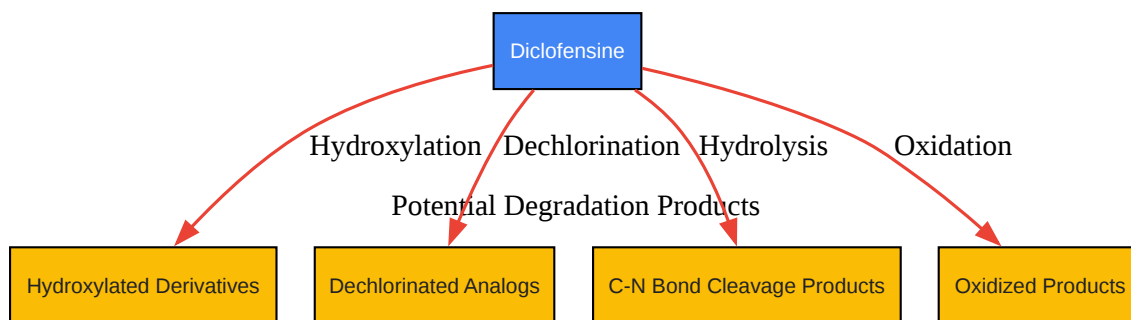 Diclofensine
Hydroxylation Dechlorination Hydrolysis Oxidation
Potential Degradation Products
Hydroxylated Derivatives Dechlorinated Analogs C-N Bond Cleavage Products Oxidized Products